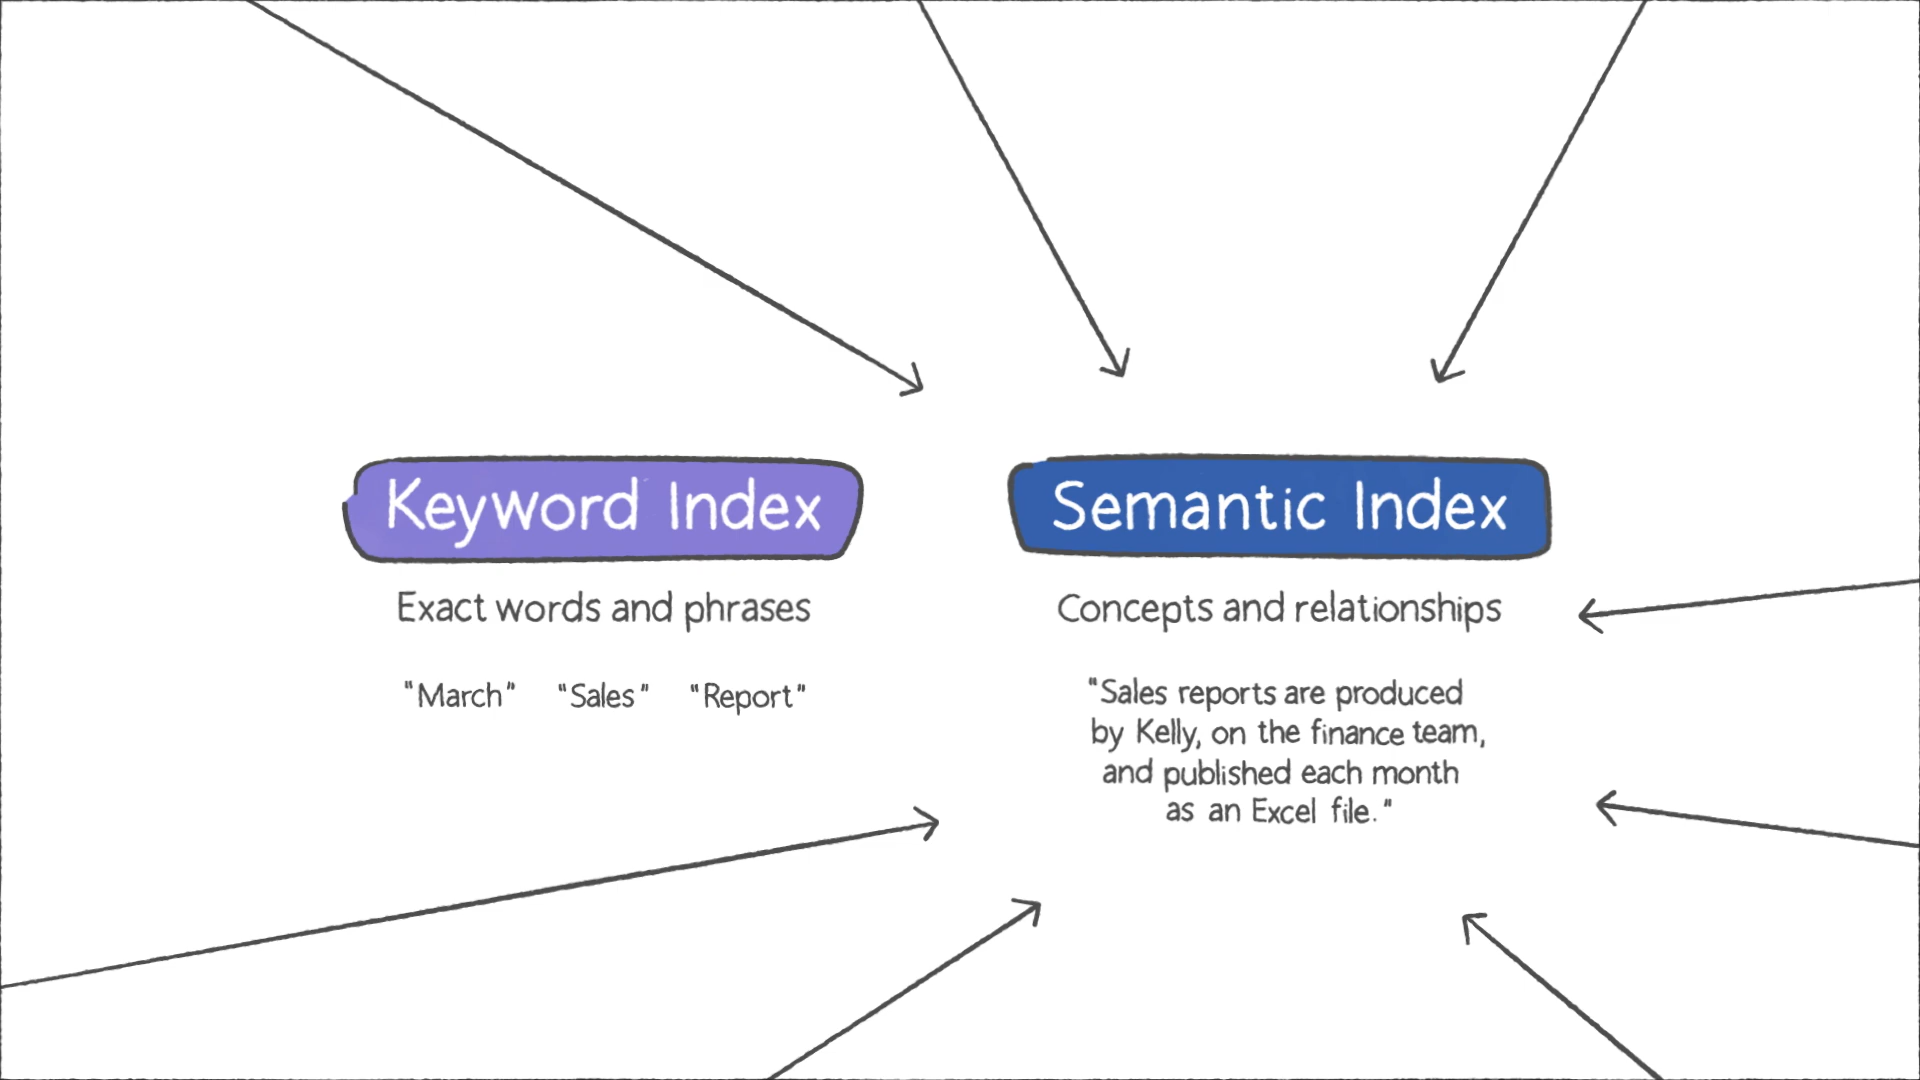 Keyword Index
Exact words and phrases
"March" "Sales" "Report"
Semantic Index
Concepts and relationships
"Sales reports are produced
by Kelly, on the finance team,
and published each month
as an Excel file."